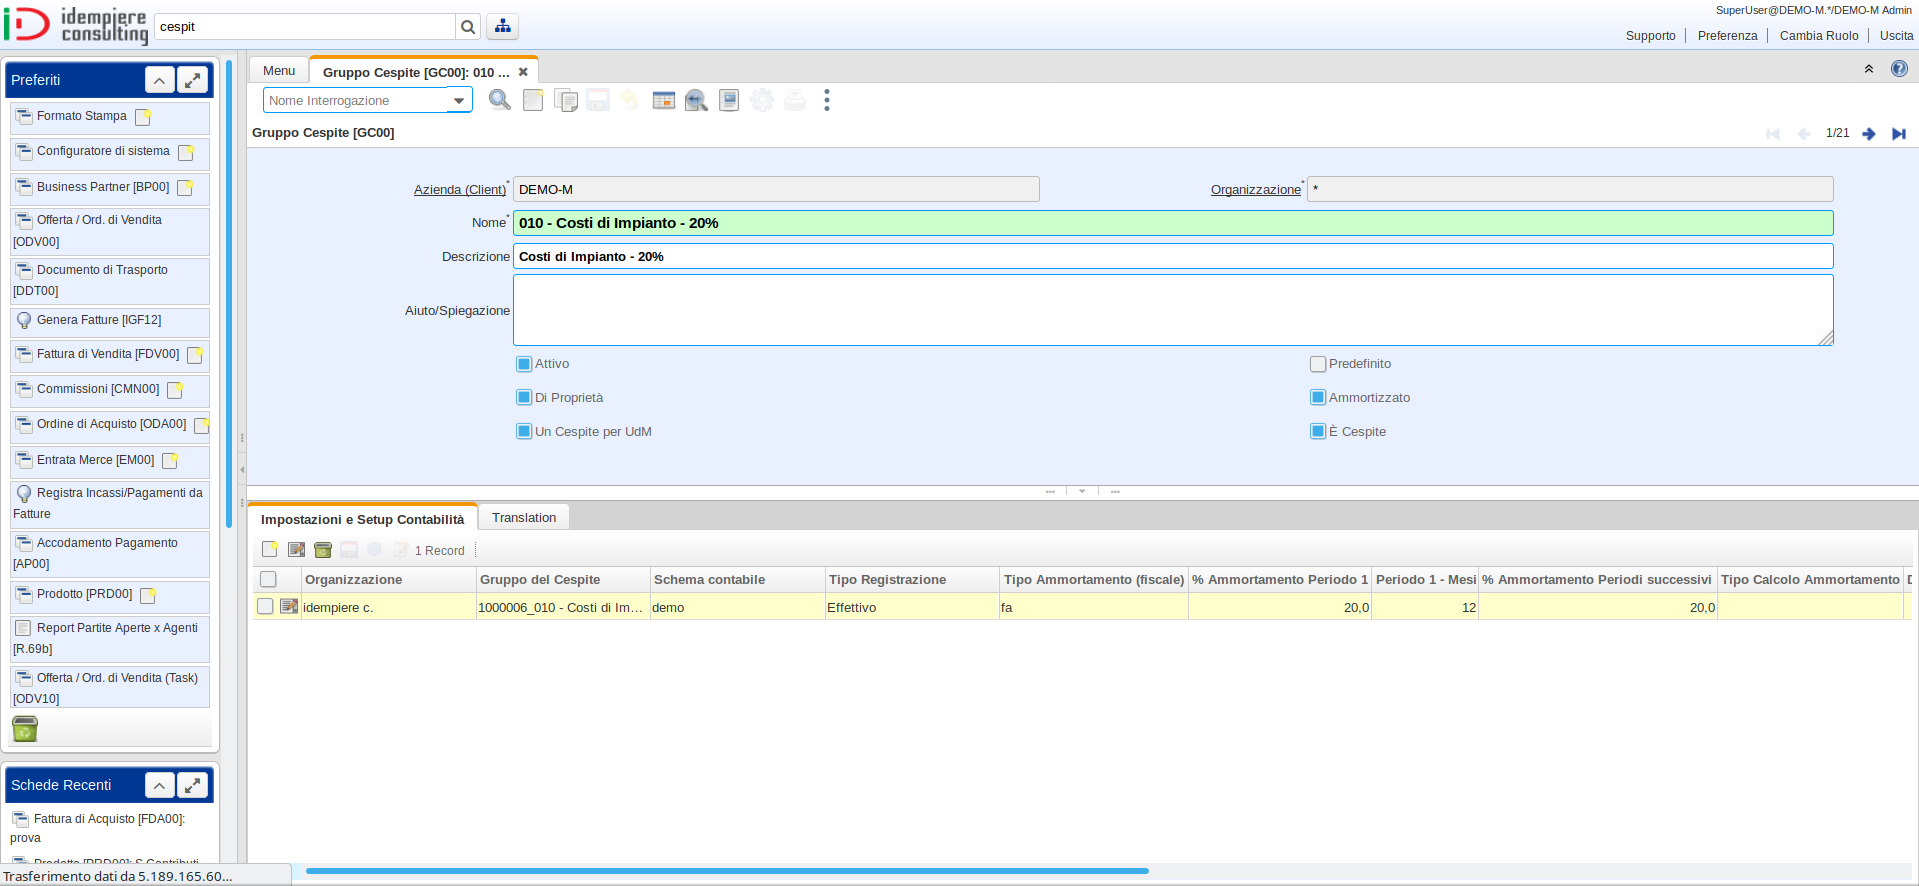 idempiere
consulting
cespit
SuperUser@DEMO-M.*/DEMO-M Admin
Supporto
Preferenza
Cambia Ruolo
Uscita
Preferiti
Formato Stampa
Configuratore di sistema
Business Partner [BP00]
Offerta / Ord. di Vendita
[ODV00]
Documento di Trasporto
[DDT00]
Genera Fatture [IGF12]
Fattura di Vendita [FDV00]
Commissioni [CMN00]
Ordine di Acquisto [ODA00]
Entrata Merce [EM00]
Registra Incassi/Pagamenti da
Fatture
Accodamento Pagamento
[AP00]
Prodotto [PRD00]
Report Partite Aperte x Agenti
[R.69b]
Offerta / Ord. di Vendita (Task)
[ODV10]
Schede Recenti
Fattura di Acquisto [FDA00]:
prova
Prodotto [PRD00]: S.Contributi
Trasferimento dati da 5.189.165.60...
Menu
Gruppo Cespite [GC00]: 010 ...
Nome Interrogazione
Gruppo Cespite [GC00]
1/21
Azienda (Client)* DEMO-M
Organizzazione* *
Nome* 010 - Costi di Impianto - 20%
Descrizione Costi di Impianto - 20%
Aiuto/Spiegazione
Attivo
Predefinito
Di Proprietà
Ammortizzato
Un Cespite per UdM
È Cespite
Impostazioni e Setup Contabilità
Translation
1 Record
Organizzazione Gruppo del Cespite Schema contabile Tipo Registrazione Tipo Ammortamento (fiscale) % Ammortamento Periodo 1 Periodo 1 - Mesi % Ammortamento Periodi successivi Tipo Calcolo Ammortamento D
idempiere c. 1000006_010 - Costi di Im... demo Effettivo fa 20,0 12 20,0